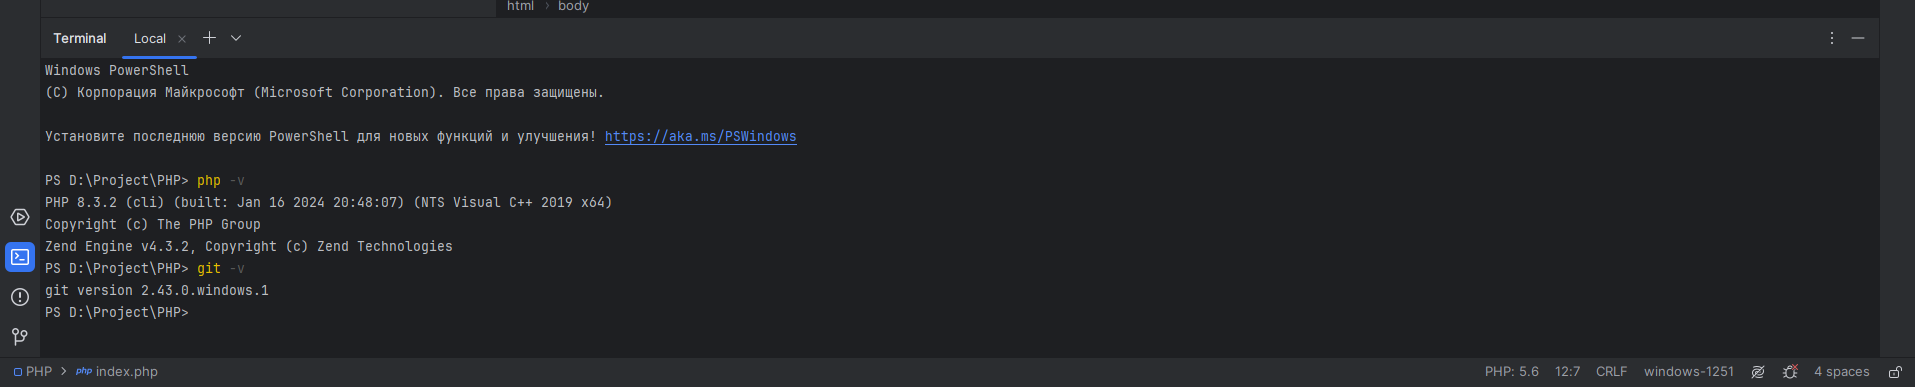 html > body
Terminal Local
Windows PowerShell
(C) Корпорация Майкрософт (Microsoft Corporation). Все права защищены.
Установите последнюю версию PowerShell для новых функций и улучшения! https://aka.ms/PSWindows
PS D:\Project\PHP> php -v
PHP 8.3.2 (cli) (built: Jan 16 2024 20:48:07) (NTS Visual C++ 2019 x64)
Copyright (c) The PHP Group
Zend Engine v4.3.2, Copyright (c) Zend Technologies
PS D:\Project\PHP> git -v
git version 2.43.0.windows.1
PS D:\Project\PHP>
PHP > php index.php PHP: 5.6 12:7 CRLF windows-1251 4 spaces